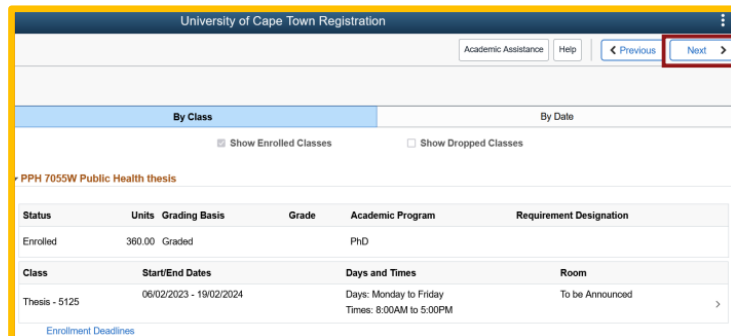 University of Cape Town Registration
Academic Assistance Help Previous Next
By Class By Date
Show Enrolled Classes Show Dropped Classes
PPH 7055W Public Health thesis
Status Units Grading Basis Grade Academic Program Requirement Designation
Enrolled 360.00 Graded PhD
Class Start/End Dates Days and Times Room
Thesis - 5125 06/02/2023 - 19/02/2024 Days: Monday to Friday To be Announced
Times: 8:00AM to 5:00PM
Enrollment Deadlines